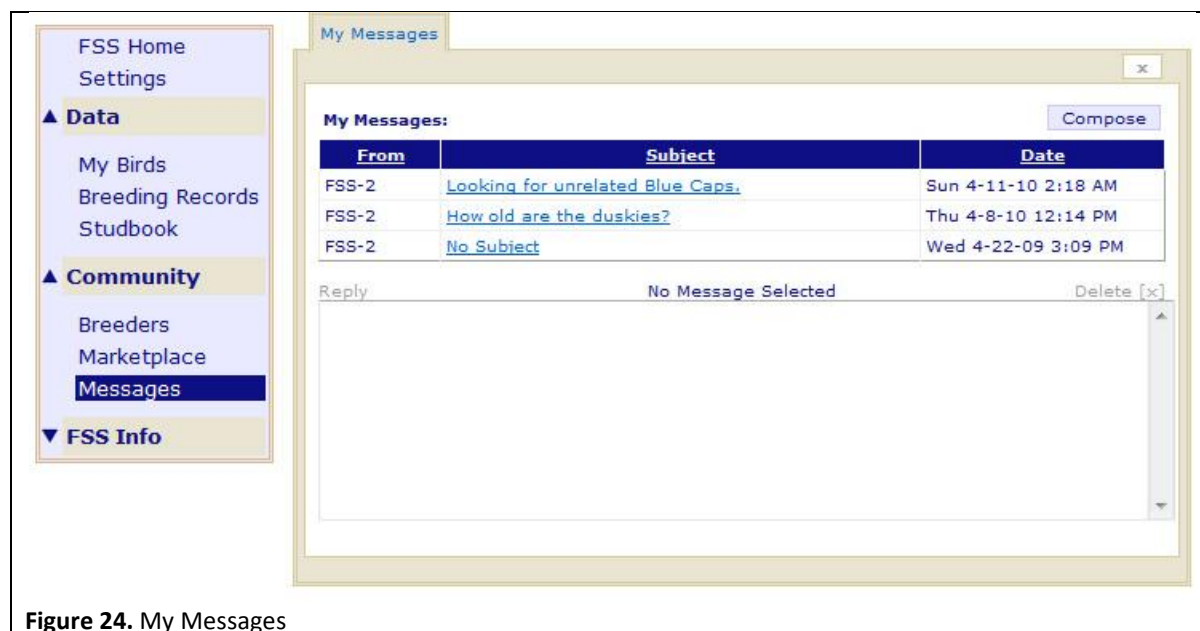 FSS Home
Settings
▲ Data
My Birds
Breeding Records
Studbook
▲ Community
Breeders
Marketplace
Messages
▼ FSS Info
My Messages
x
My Messages:
Compose
From Subject Date
FSS-2 Looking for unrelated Blue Caps. Sun 4-11-10 2:18 AM
FSS-2 How old are the duskies? Thu 4-8-10 12:14 PM
FSS-2 No Subject Wed 4-22-09 3:09 PM
Reply No Message Selected Delete [x]
Figure 24. My Messages